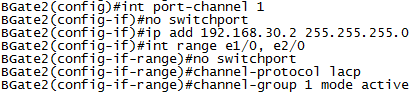 BGate2(config)#int port-channel 1
BGate2(config-if)#no switchport
BGate2(config-if)#ip add 192.168.30.2 255.255.255.0
BGate2(config-if)#int range e1/0, e2/0
BGate2(config-if-range)#no switchport
BGate2(config-if-range)#channel-protocol lacp
BGate2(config-if-range)#channel-group 1 mode active